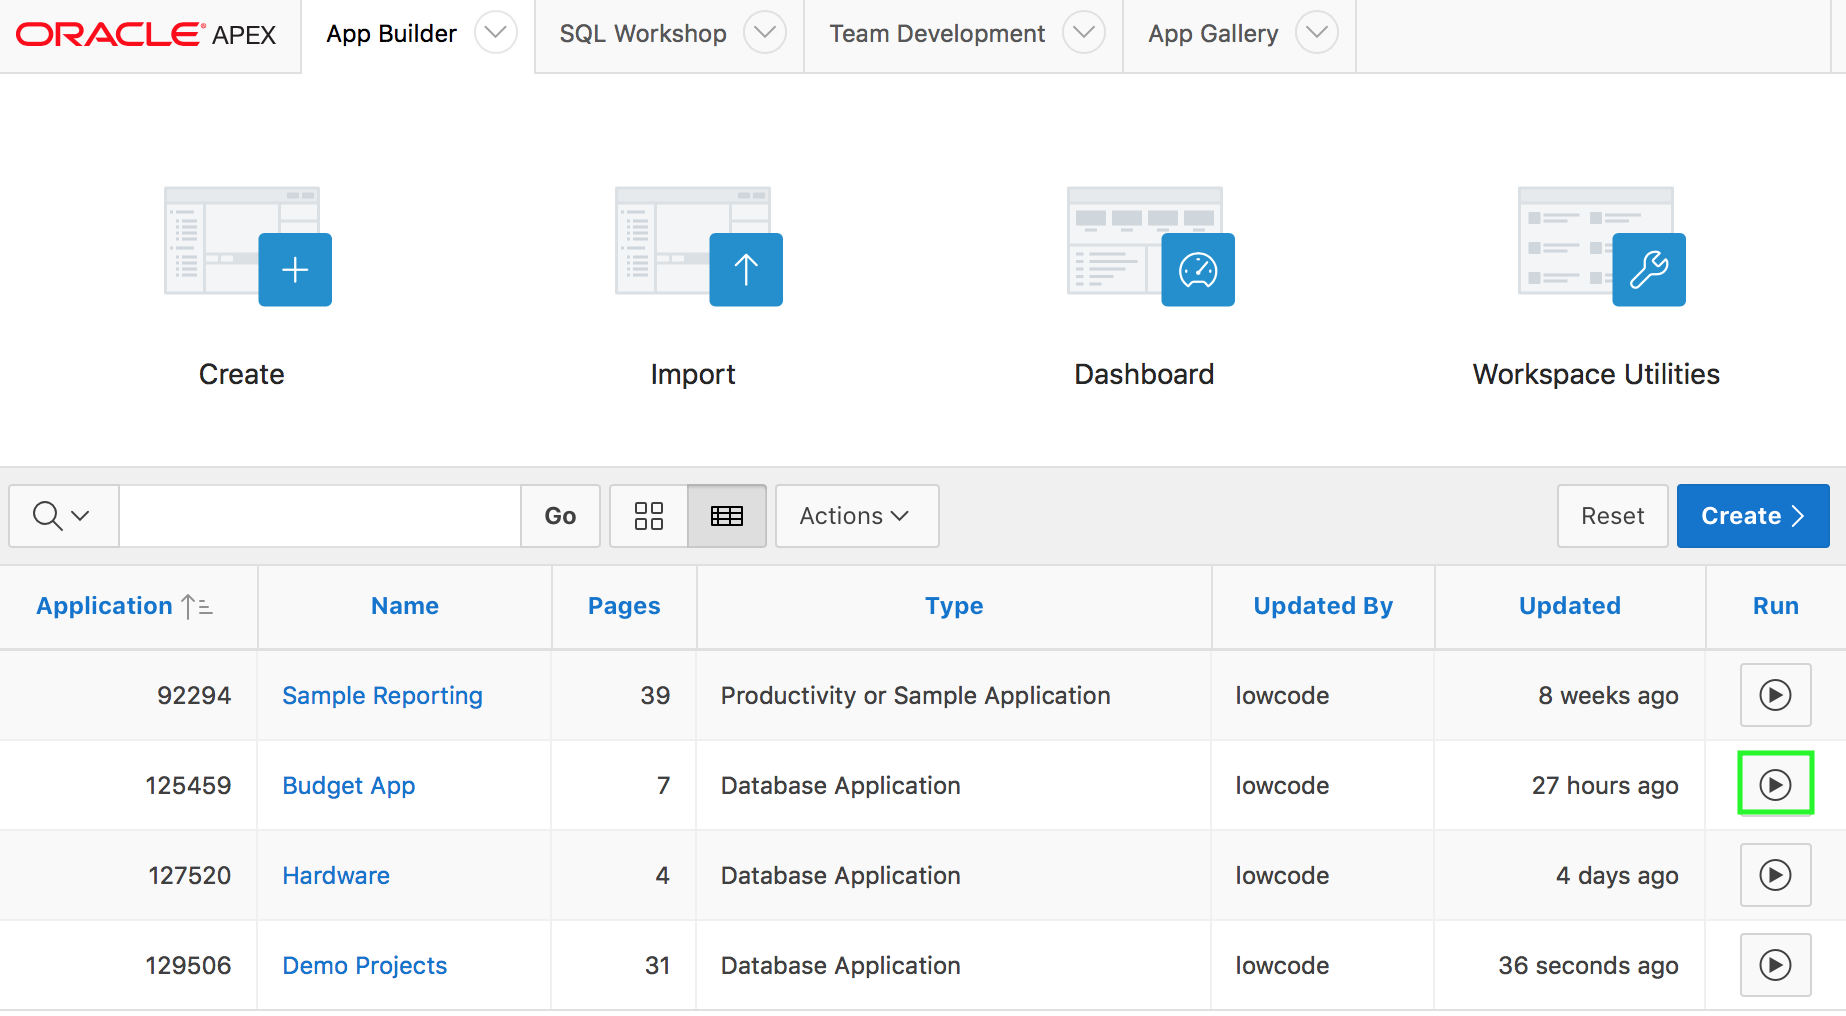 ORACLE® APEX App Builder SQL Workshop Team Development App Gallery
Create Import Dashboard Workspace Utilities
Go Actions Reset Create
Application Name Pages Type Updated By Updated Run
92294 Sample Reporting 39 Productivity or Sample Application lowcode 8 weeks ago
125459 Budget App 7 Database Application lowcode 27 hours ago
127520 Hardware 4 Database Application lowcode 4 days ago
129506 Demo Projects 31 Database Application lowcode 36 seconds ago